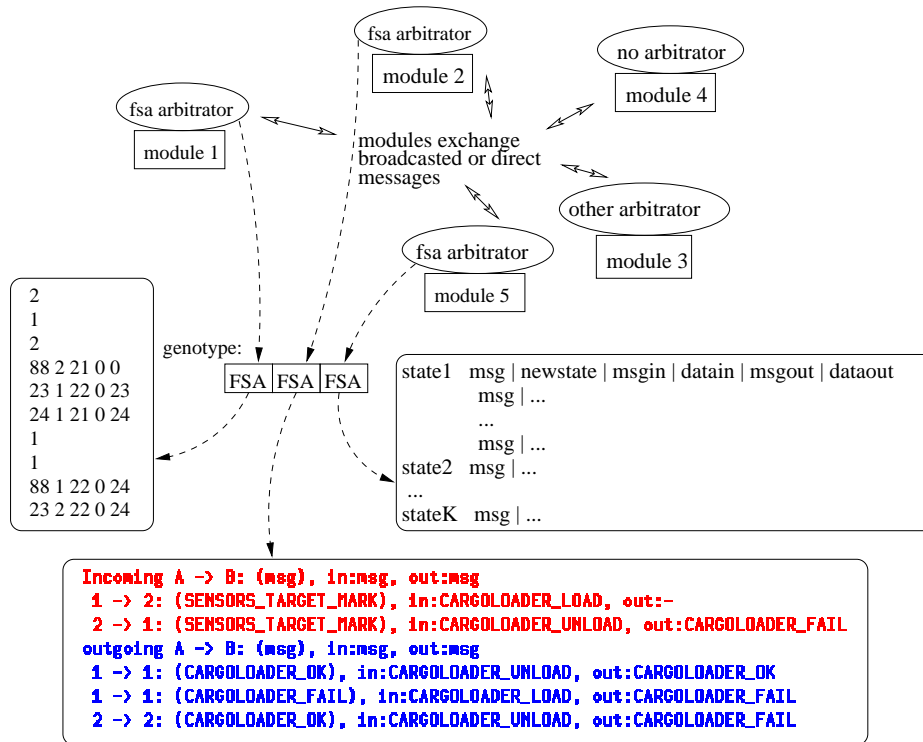 fsa arbitrator
module 2
no arbitrator
module 4
fsa arbitrator
module 1
modules exchange
broadcasted or direct
messages
other arbitrator
module 3
fsa arbitrator
module 5
2
1
2
88 2 21 0 0
23 1 22 0 23
24 1 21 0 24
1
1
88 1 22 0 24
23 2 22 0 24
genotype:
FSA FSA FSA
state1 msg | newstate | msgin | datain | msgout | dataout
msg | ...
...
msg | ...
state2 msg | ...
...
stateK msg | ...
Incoming A -> B: (msg), in:msg, out:msg
1 -> 2: (SENSORS_TARGET_MARK), in:CARGOLOADER_LOAD, out:-
2 -> 1: (SENSORS_TARGET_MARK), in:CARGOLOADER_UNLOAD, out:CARGOLOADER_FAIL
outgoing A -> B: (msg), in:msg, out:msg
1 -> 1: (CARGOLOADER_OK), in:CARGOLOADER_UNLOAD, out:CARGOLOADER_OK
1 -> 1: (CARGOLOADER_FAIL), in:CARGOLOADER_LOAD, out:CARGOLOADER_FAIL
2 -> 2: (CARGOLOADER_OK), in:CARGOLOADER_UNLOAD, out:CARGOLOADER_FAIL